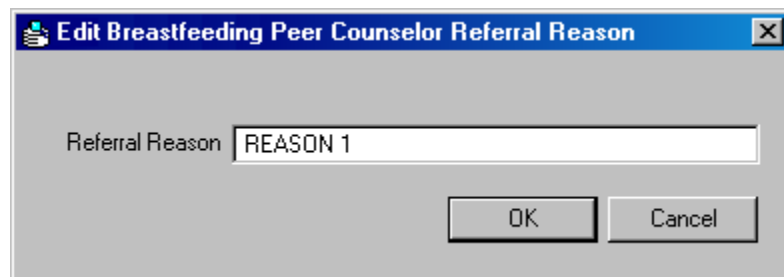 Edit Breastfeeding Peer Counselor Referral Reason
Referral Reason REASON 1
OK Cancel